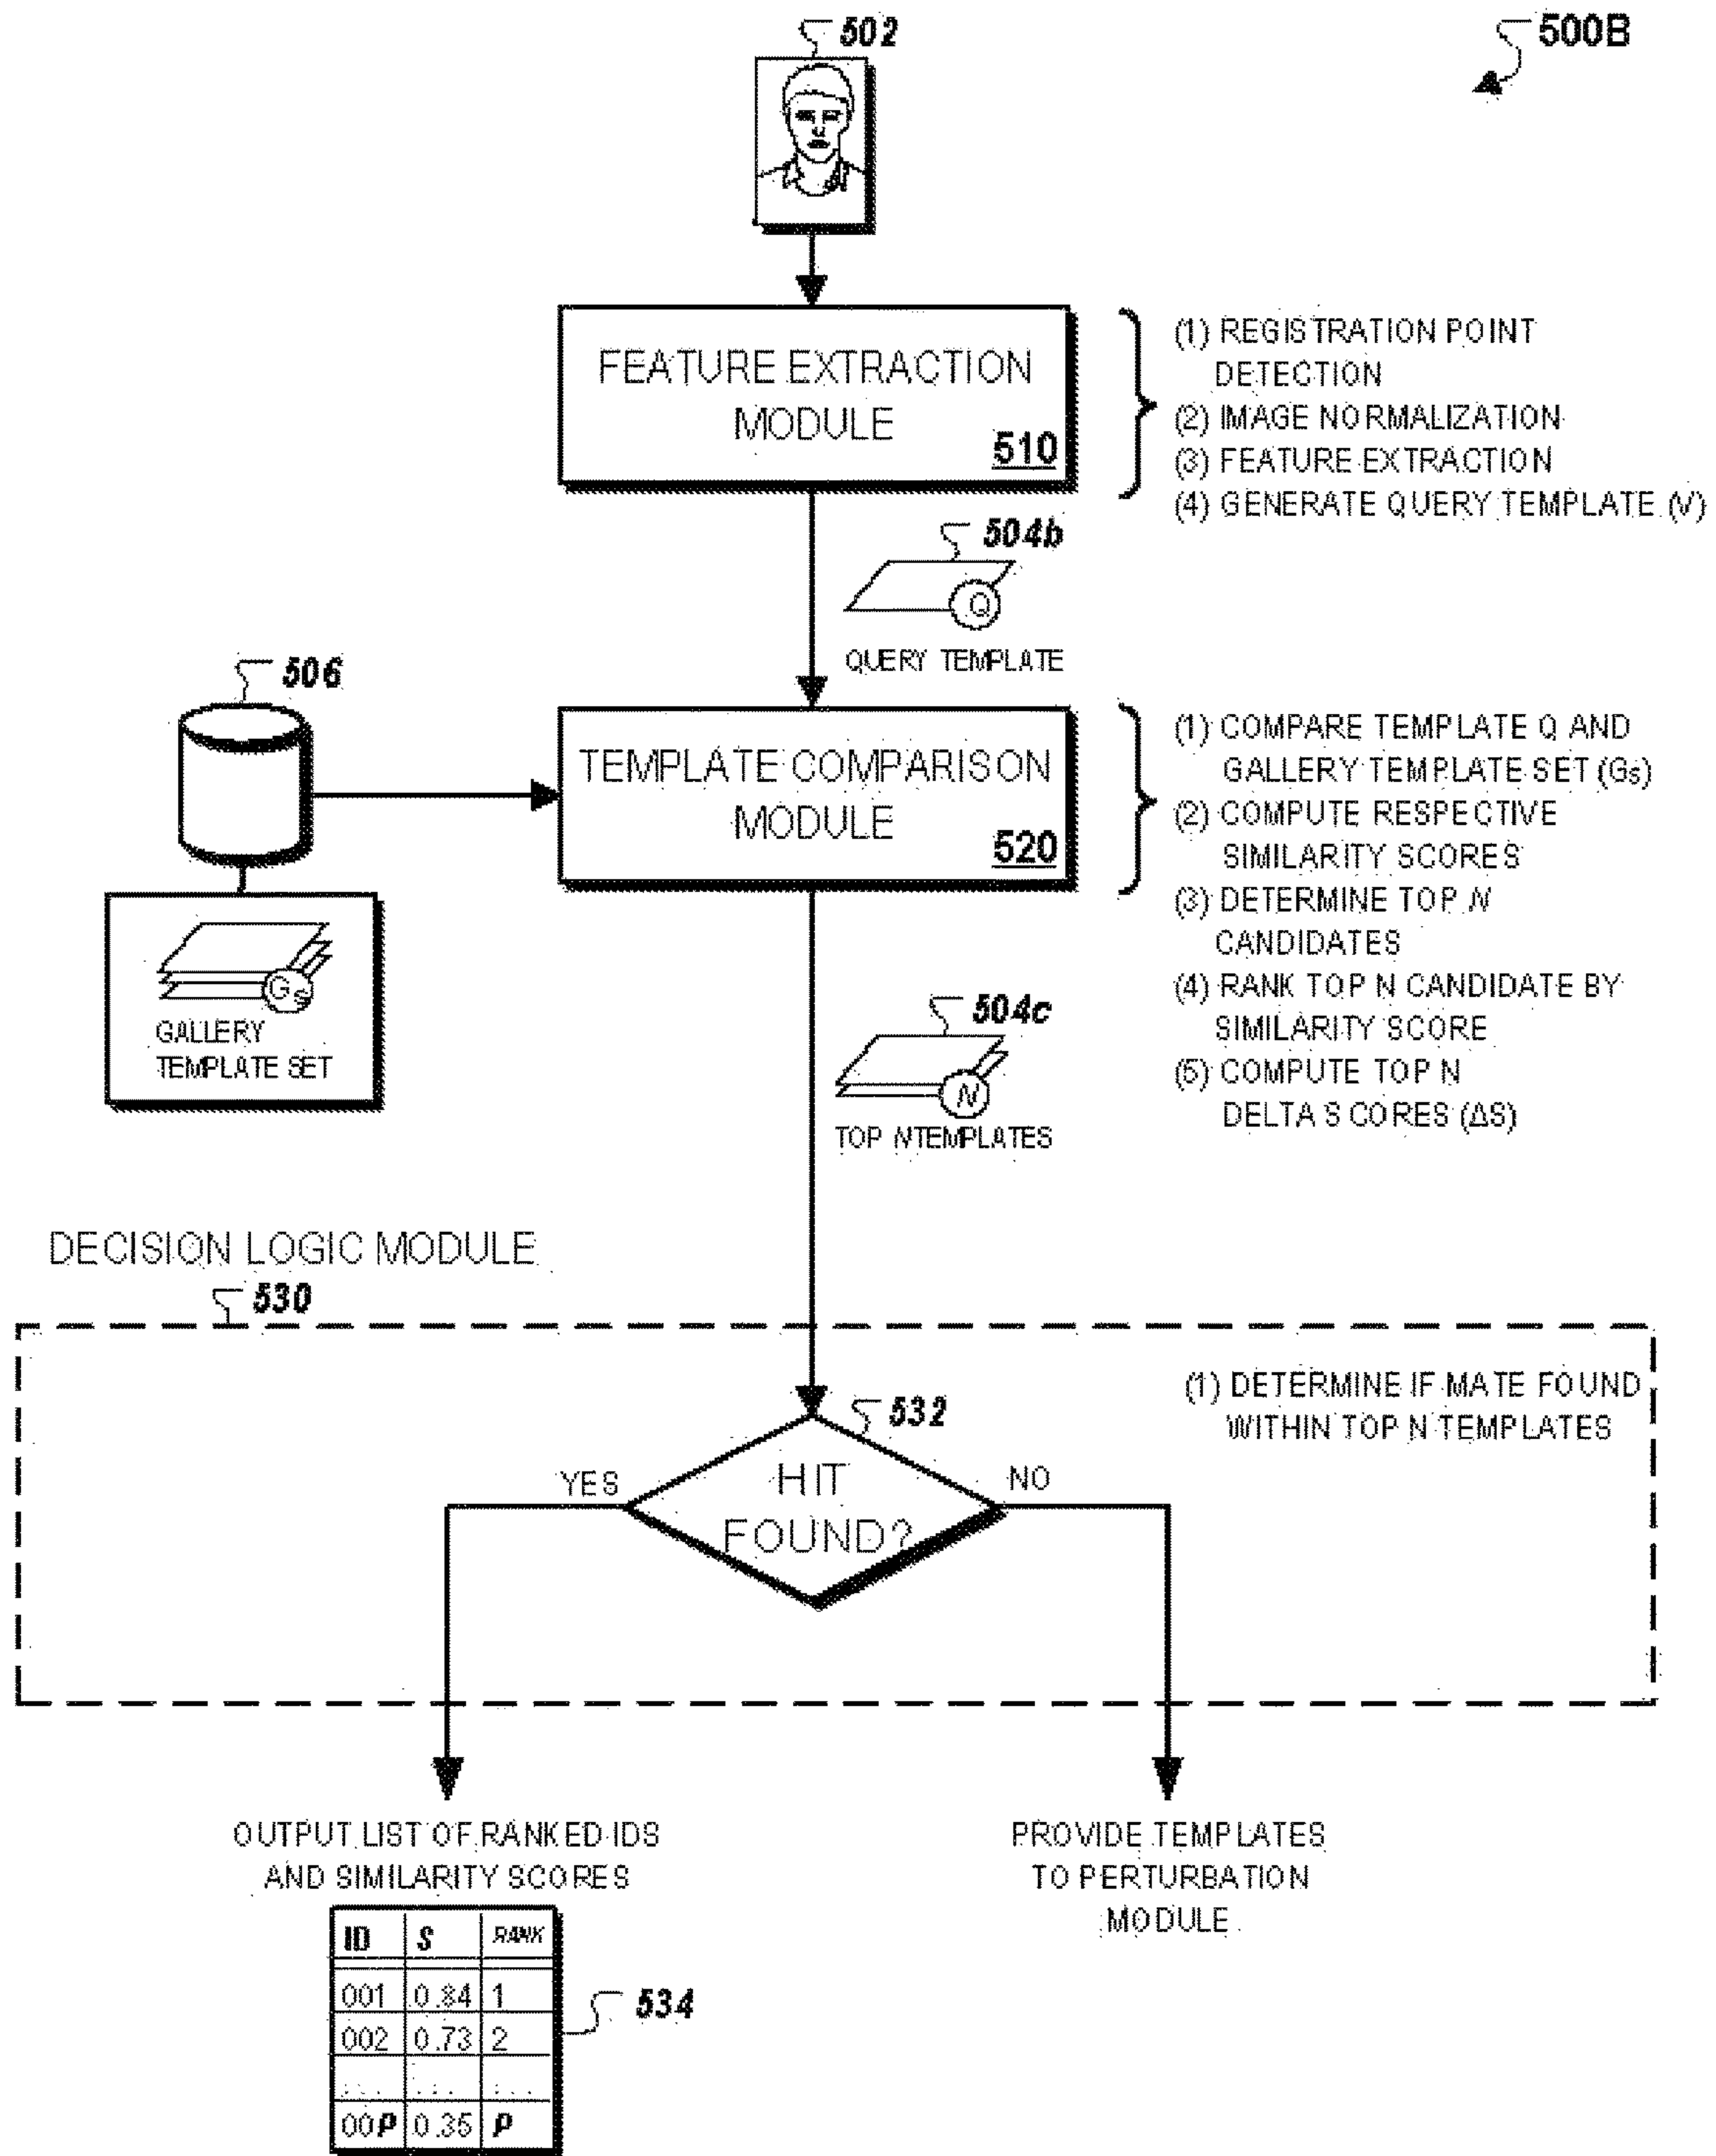 502
500B
FEATURE EXTRACTION
MODULE
510
(1) REGISTRATION POINT
DETECTION
(2) IMAGE NORMALIZATION
(3) FEATURE EXTRACTION
(4) GENERATE QUERY TEMPLATE (V)
504b
Q
QUERY TEMPLATE
506
TEMPLATE COMPARISON
MODULE
520
(1) COMPARE TEMPLATE Q AND
GALLERY TEMPLATE SET (GS)
(2) COMPUTE RESPECTIVE
SIMILARITY SCORES
(3) DETERMINE TOP N
CANDIDATES
(4) RANK TOP N CANDIDATE BY
SIMILARITY SCORE
(5) COMPUTE TOP N
DELTA SCORES (ΔS)
GS
GALLERY
TEMPLATE SET
504c
N
TOP N TEMPLATES
DECISION LOGIC MODULE
530
(1) DETERMINE IF MATE FOUND
WITHIN TOP N TEMPLATES
532
YES
HIT
FOUND?
NO
OUTPUT LIST OF RANKED IDS
AND SIMILARITY SCORES
PROVIDE TEMPLATES
TO PERTURBATION
MODULE
ID S RANK
001 0.84 1
002 0.73 2
... ... ...
00P 0.35 P
534